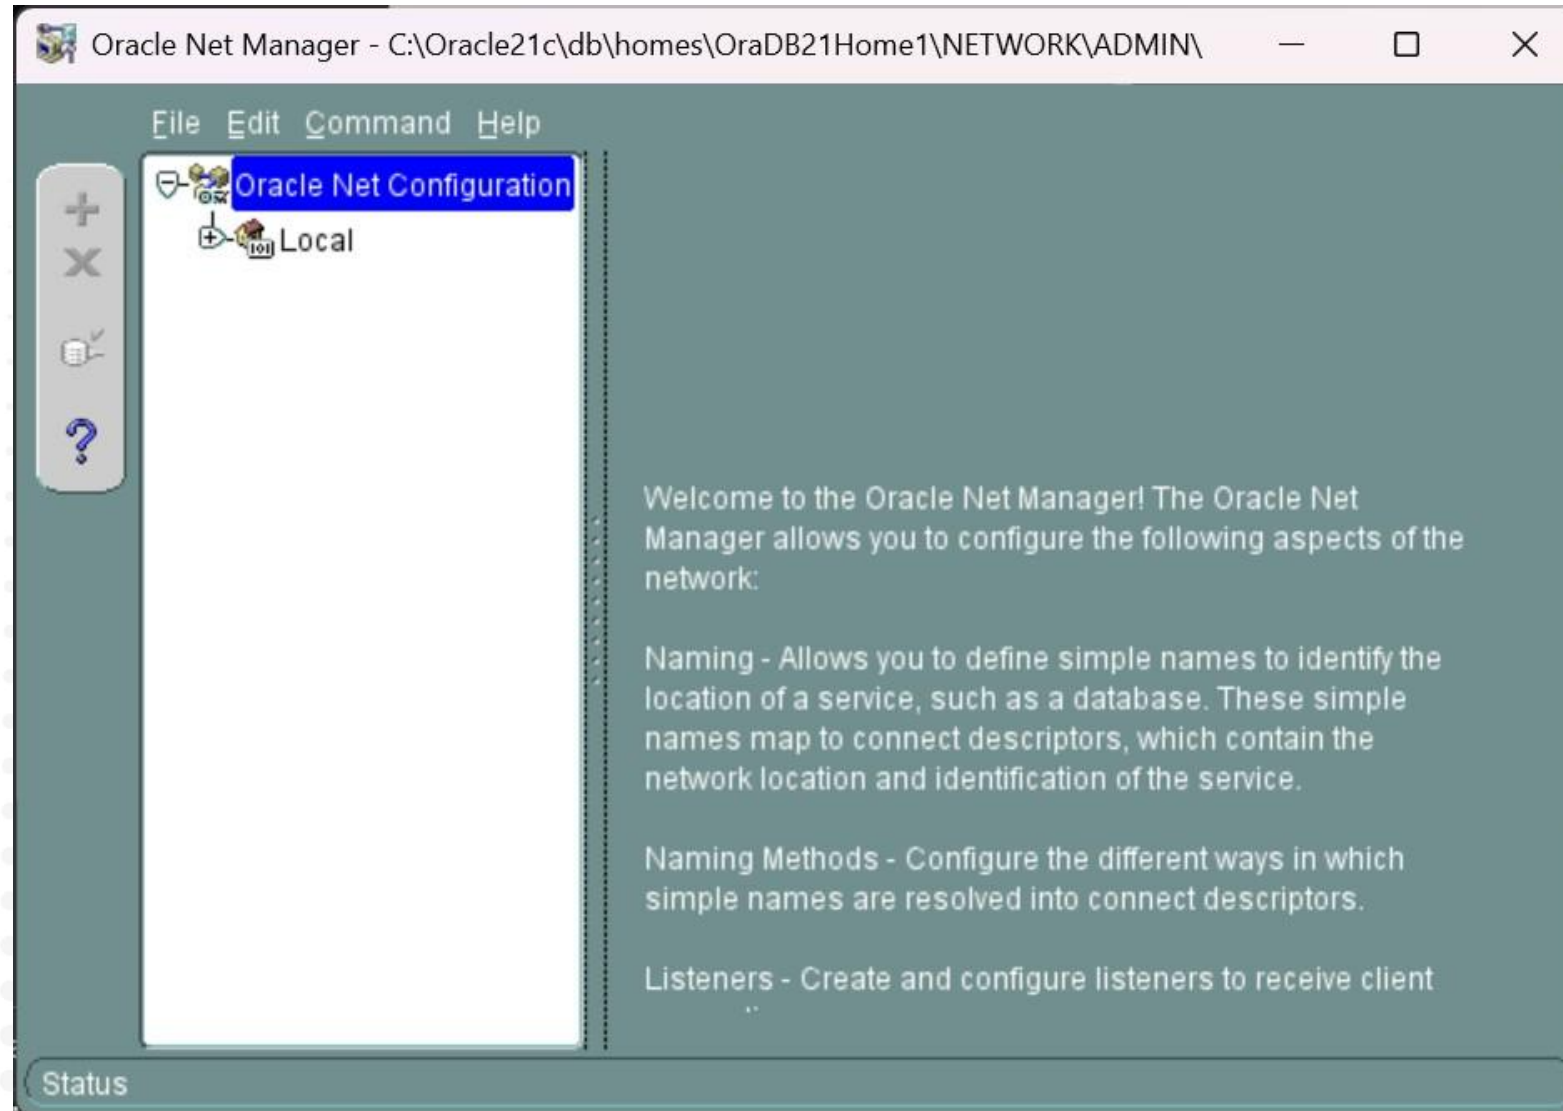 Oracle Net Manager - C:\Oracle21c\db\homes\OraDB21Home1\NETWORK\ADMIN\
File Edit Command Help
Oracle Net Configuration
Local
Welcome to the Oracle Net Manager! The Oracle Net
Manager allows you to configure the following aspects of the
network:
Naming - Allows you to define simple names to identify the
location of a service, such as a database. These simple
names map to connect descriptors, which contain the
network location and identification of the service.
Naming Methods - Configure the different ways in which
simple names are resolved into connect descriptors.
Listeners - Create and configure listeners to receive client
Status